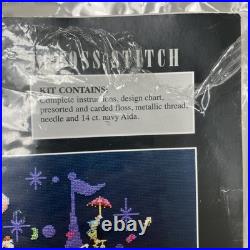 CROSS STITCH
KIT CONTAINS:
Complete instructions, design chart,
presorted and carded floss, metallic thread,
needle and 14 ct. navy Aida.